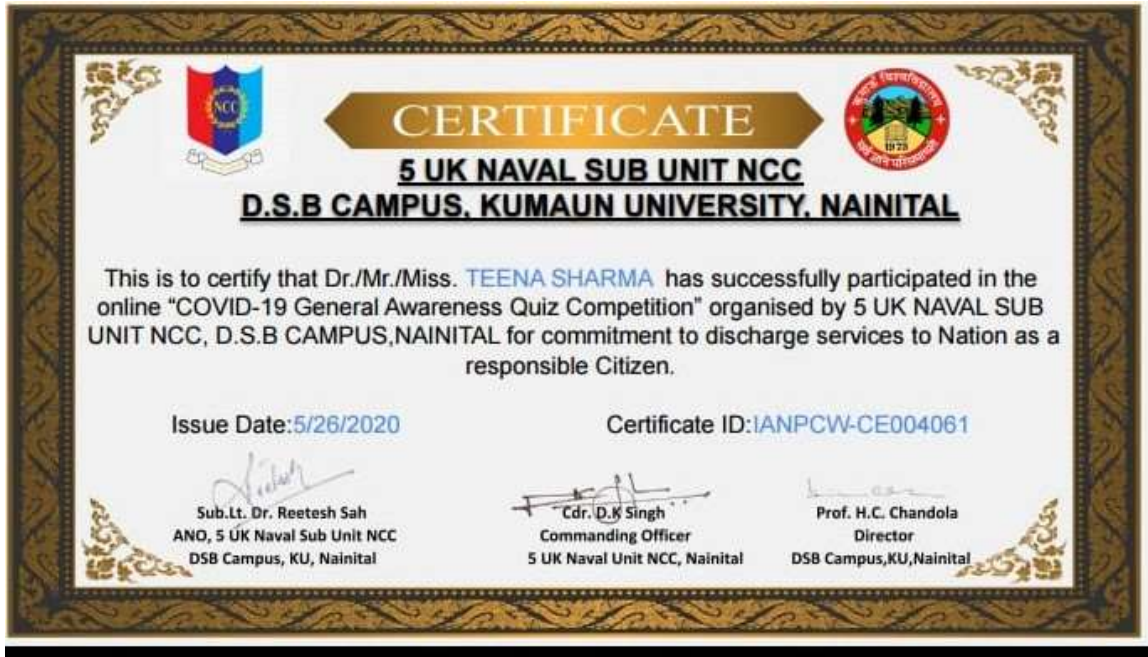 NCC
CERTIFICATE
कुमाऊँ विश्वविद्यालय
1973
5 UK NAVAL SUB UNIT NCC
D.S.B CAMPUS, KUMAUN UNIVERSITY, NAINITAL
This is to certify that Dr./Mr./Miss. TEENA SHARMA has successfully participated in the
online “COVID-19 General Awareness Quiz Competition” organised by 5 UK NAVAL SUB
UNIT NCC, D.S.B CAMPUS,NAINITAL for commitment to discharge services to Nation as a
responsible Citizen.
Issue Date:5/26/2020
Certificate ID:IANPCW-CE004061
Sub.Lt. Dr. Reetesh Sah
ANO, 5 UK Naval Sub Unit NCC
DSB Campus, KU, Nainital
Cdr. D.K Singh
Commanding Officer
5 UK Naval Unit NCC, Nainital
Prof. H.C. Chandola
Director
DSB Campus,KU,Nainital